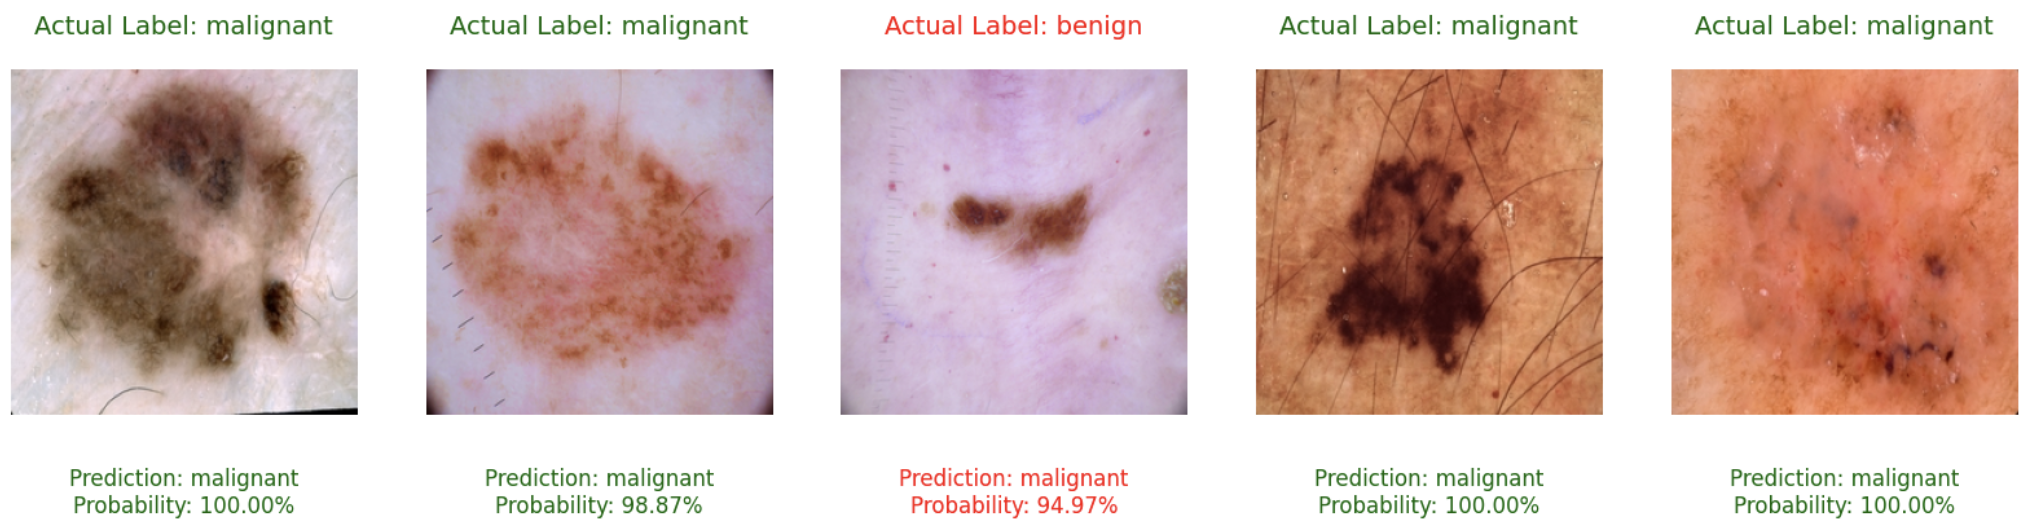 Actual Label: malignant
Actual Label: malignant
Actual Label: benign
Actual Label: malignant
Actual Label: malignant
Prediction: malignant
Probability: 100.00%
Prediction: malignant
Probability: 98.87%
Prediction: malignant
Probability: 94.97%
Prediction: malignant
Probability: 100.00%
Prediction: malignant
Probability: 100.00%